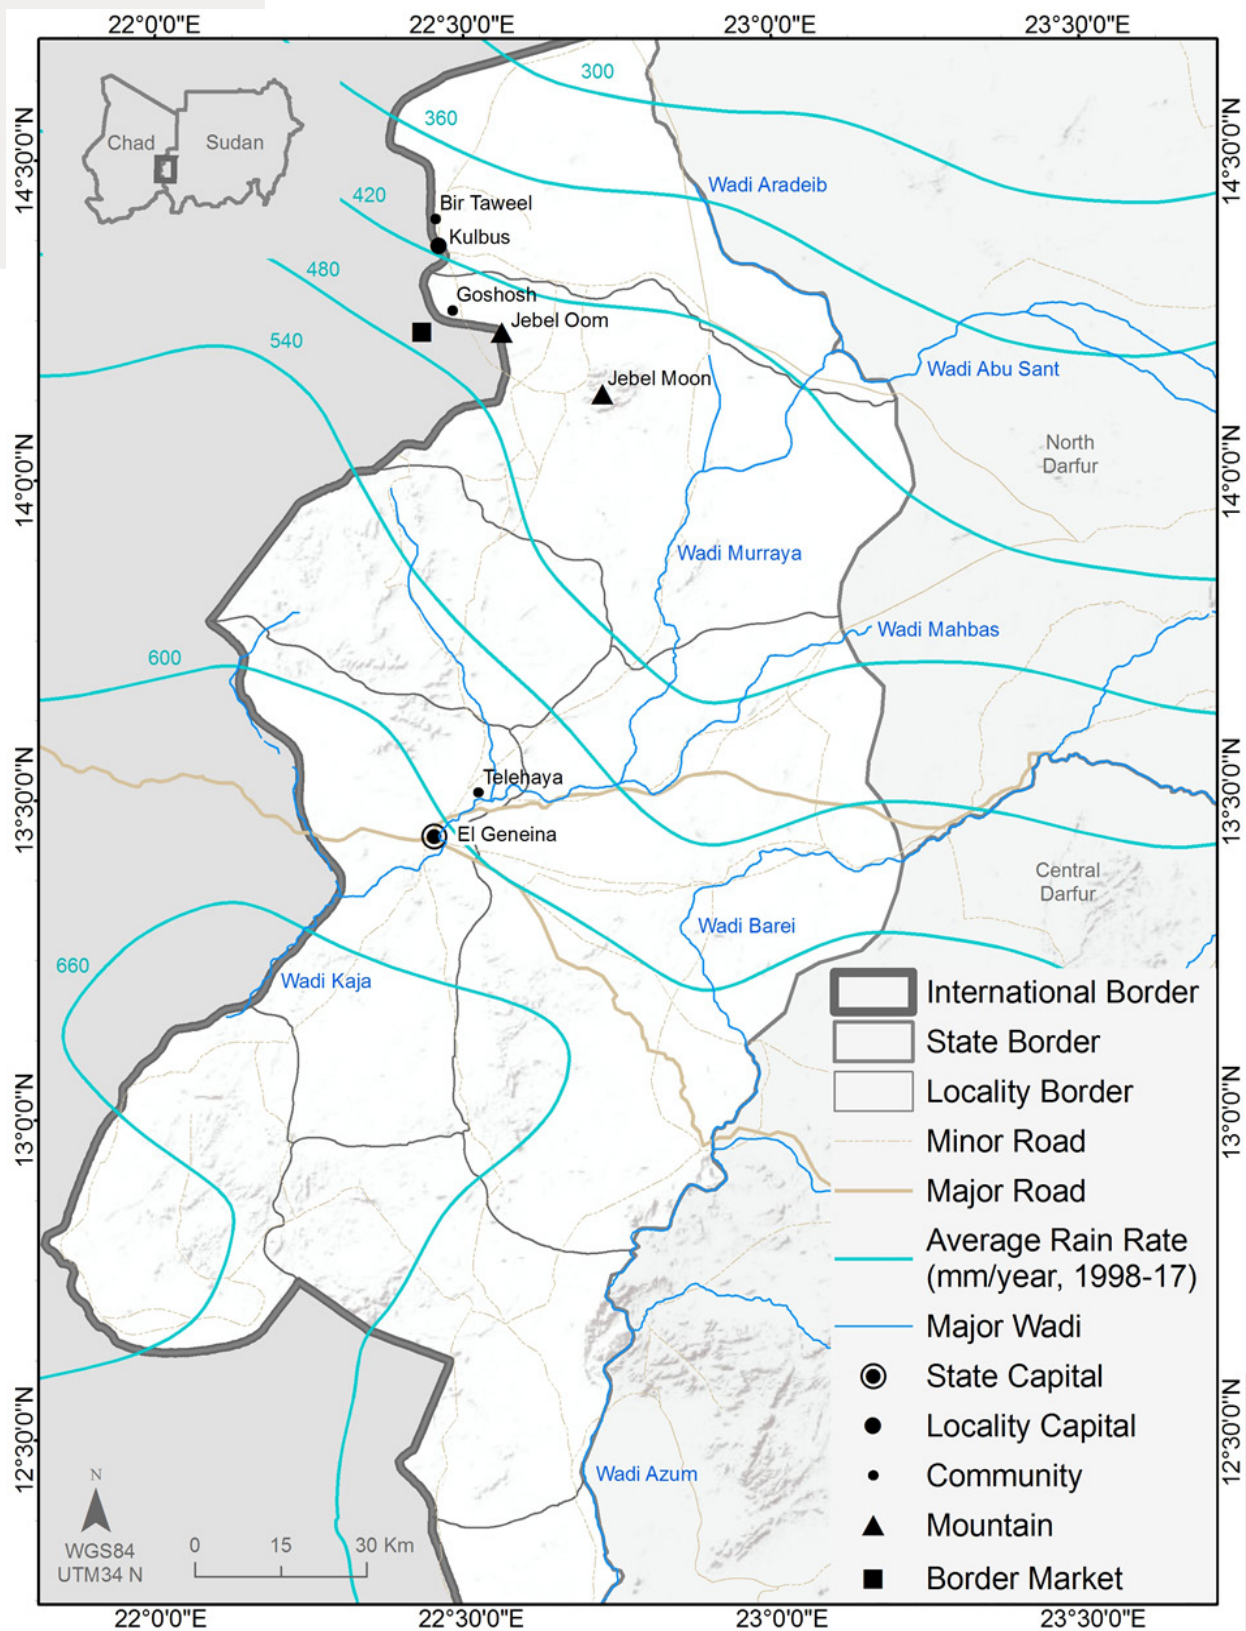 22°0'0"E
22°30'0"E
23°0'0"E
23°30'0"E
14°30'0"N
14°0'0"N
13°30'0"N
13°0'0"N
12°30'0"N
14°30'0"N
14°0'0"N
13°30'0"N
13°0'0"N
12°30'0"N
Chad
Sudan
300
360
420
480
540
600
660
Wadi Aradeib
Bir Taweel
Kulbus
Goshosh
Jebel Oom
Jebel Moon
Wadi Abu Sant
North
Darfur
Wadi Murraya
Wadi Mahbas
Telehaya
El Geneina
Central
Darfur
Wadi Barei
Wadi Kaja
Wadi Azum
International Border
State Border
Locality Border
Minor Road
Major Road
Average Rain Rate
(mm/year, 1998-17)
Major Wadi
State Capital
Locality Capital
Community
Mountain
Border Market
N
WGS84
UTM34 N
0 15 30 Km
22°0'0"E
22°30'0"E
23°0'0"E
23°30'0"E